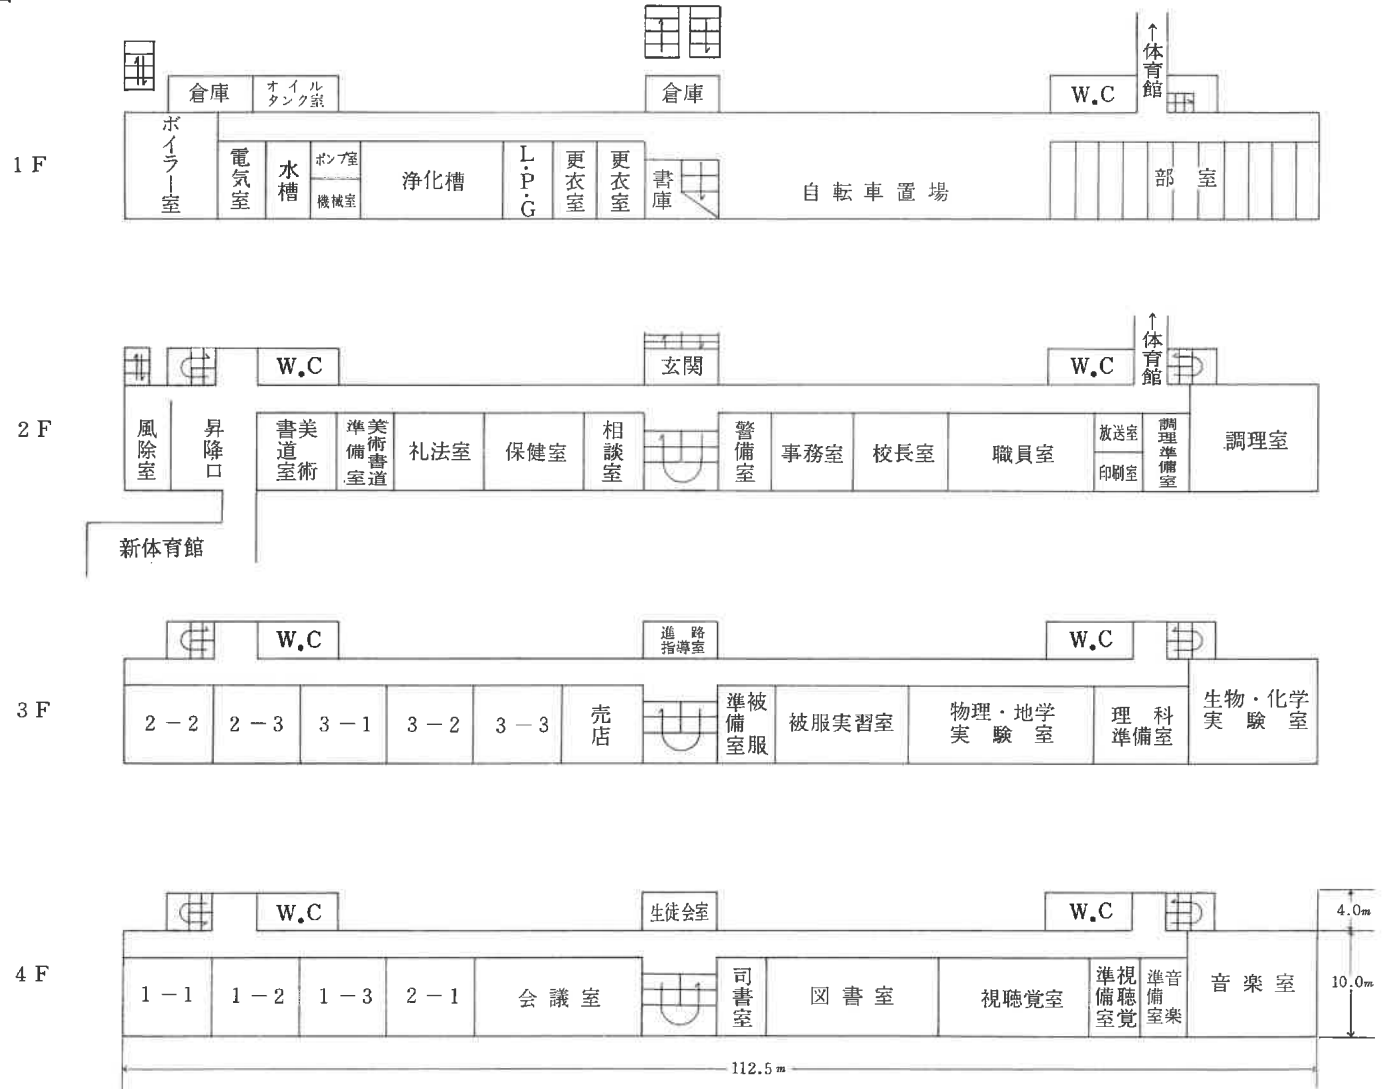 ↑体育館
倉庫
オイルタンク室
倉庫
W.C
1F
ボイラー室
電気室
水槽
ポンプ室
機械室
浄化槽
L・P・G
更衣室
更衣室
書庫
自転車置場
部室
↑体育館
W.C
玄関
W.C
2F
風除室
昇降口
美術書道室
美術書道準備室
礼法室
保健室
相談室
警備室
事務室
校長室
職員室
放送室
印刷室
調理準備室
調理室
新体育館
W.C
進路指導室
W.C
3F
2-2
2-3
3-1
3-2
3-3
売店
被服準備室
被服実習室
物理・地学
実験室
理科
準備室
生物・化学
実験室
W.C
生徒会室
W.C
4.0m
4F
1-1
1-2
1-3
2-1
会議室
司書室
図書室
視聴覚室
視聴覚準備室
音楽準備室
音楽室
10.0m
112.5m